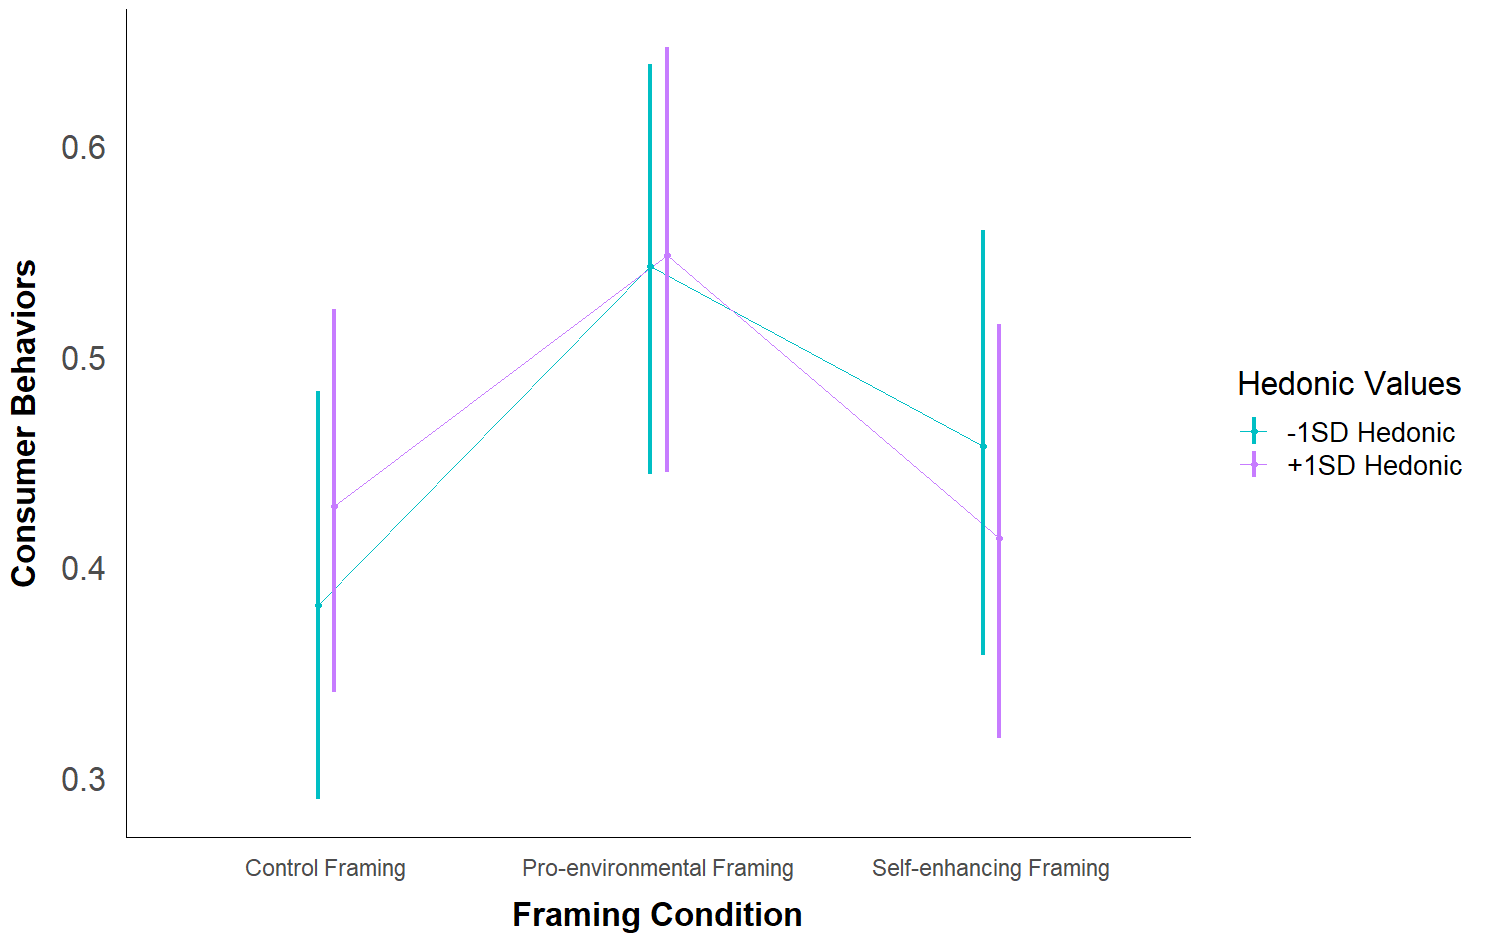 Consumer Behaviors
0.6
0.5
0.4
0.3
Control Framing
Pro-environmental Framing
Self-enhancing Framing
Framing Condition
Hedonic Values
-1SD Hedonic
+1SD Hedonic